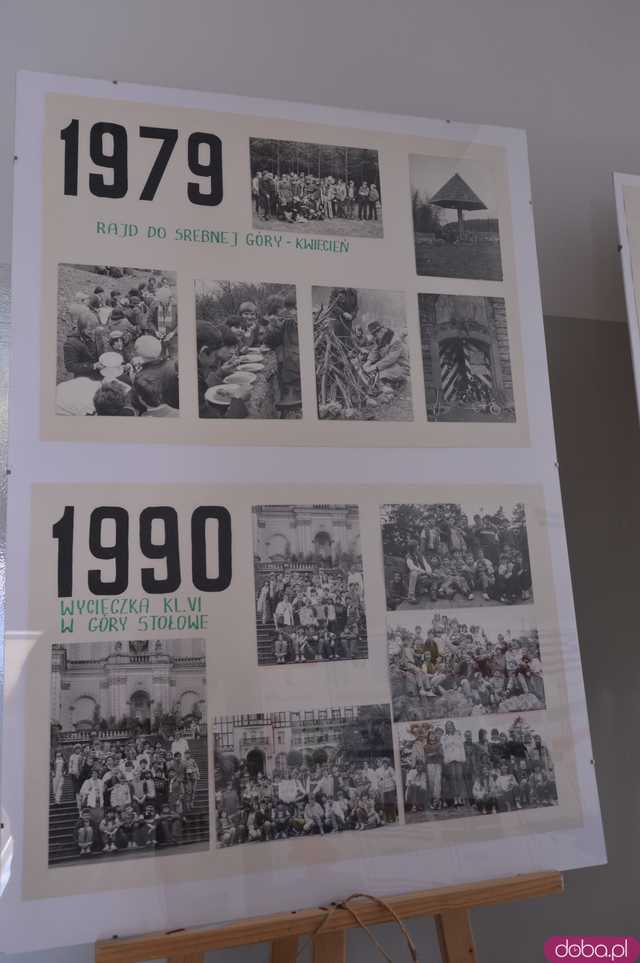 1979
RAJD DO SREBNEJ GÓRY - KWIECIEŃ
1990
WYCIECZKA KL.VI
W GÓRY STOŁOWE
doba.pl